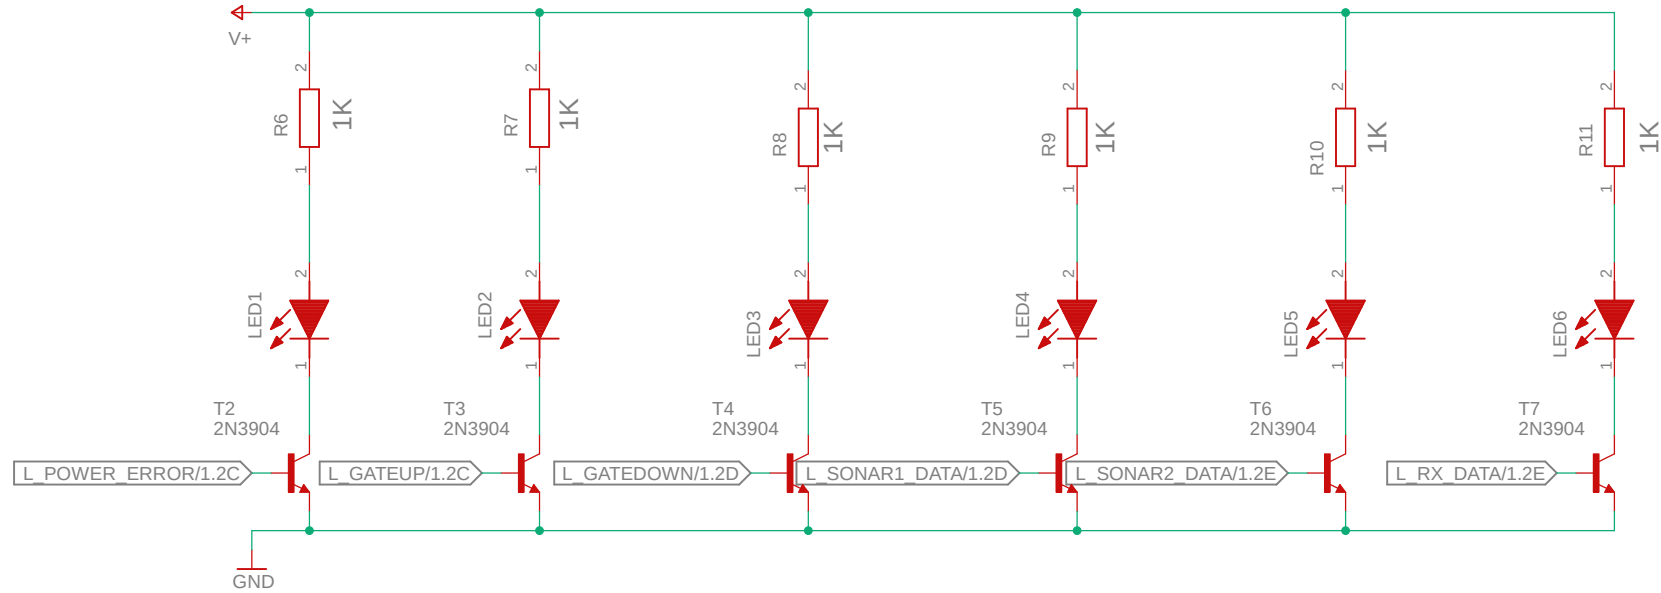 V+
2
2
2
2
2
2
R6
1K
R7
1K
R8
1K
R9
1K
R10
1K
R11
1K
1
1
1
1
1
1
2
2
2
2
2
2
LED1
LED2
LED3
LED4
LED5
LED6
1
1
1
1
1
1
T2
2N3904
T3
2N3904
T4
2N3904
T5
2N3904
T6
2N3904
T7
2N3904
L_POWER_ERROR/1.2C
L_GATEUP/1.2C
L_GATEDOWN/1.2D
L_SONAR1_DATA/1.2D
L_SONAR2_DATA/1.2E
L_RX_DATA/1.2E
GND